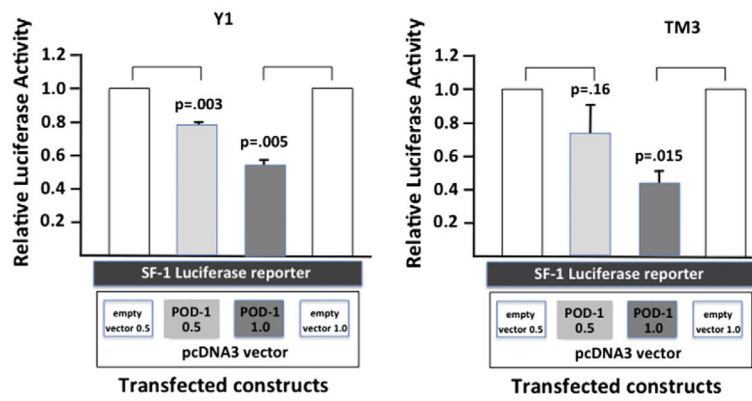 Y1
Relative Luciferase Activity
1.2
1.0
0.8
0.6
0.4
0.2
p=.003
p=.005
SF-1 Luciferase reporter
empty
vector 0.5
POD-1
0.5
POD-1
1.0
empty
vector 1.0
pcDNA3 vector
Transfected constructs
TM3
Relative Luciferase Activity
1.2
1.0
0.8
0.6
0.4
0.2
p=.16
p=.015
SF-1 Luciferase reporter
empty
vector 0.5
POD-1
0.5
POD-1
1.0
empty
vector 1.0
pcDNA3 vector
Transfected constructs